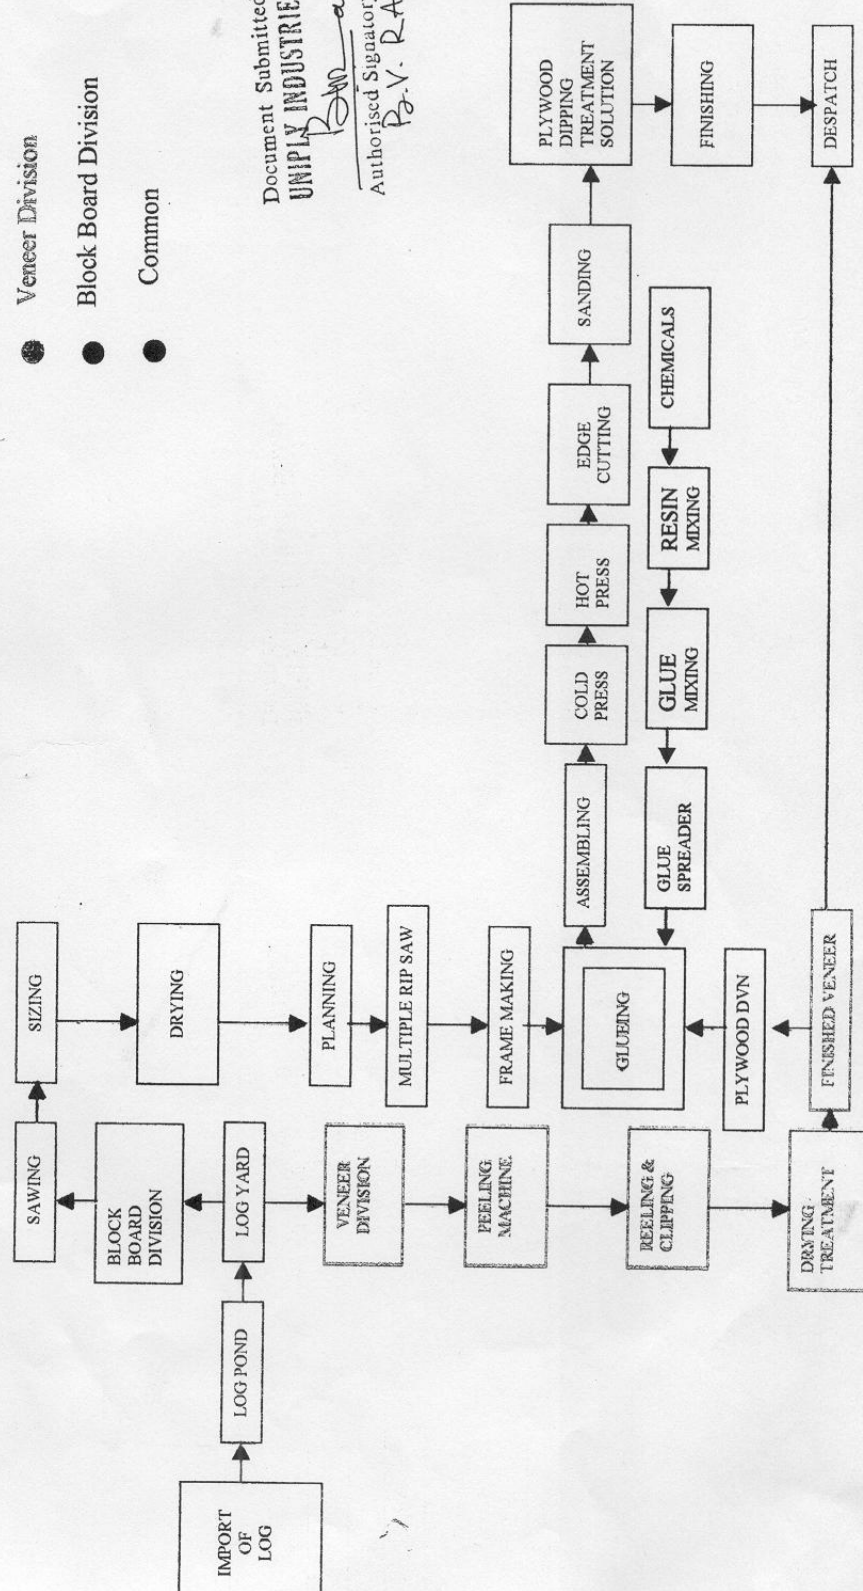 Veneer Division
Block Board Division
Common
Document Submitted
UNIPLY INDUSTRIE
Authorised Signatory
B.V. RA
IMPORT
OF
LOG
LOG POND
LOG YARD
BLOCK
BOARD
DIVISION
SAWING
SIZING
DRYING
PLANNING
MULTIPLE RIP SAW
FRAME MAKING
GLUEING
VENEER
DIVISION
PEELING
MACHINE
REELING &
CLIPPING
DRYING
TREATMENT
FINISHED VENEER
PLYWOOD DVN
ASSEMBLING
COLD
PRESS
HOT
PRESS
EDGE
CUTTING
SANDING
PLYWOOD
DIPPING
TREATMENT
SOLUTION
FINISHING
DESPATCH
CHEMICALS
RESIN
MIXING
GLUE
MIXING
GLUE
SPREADER